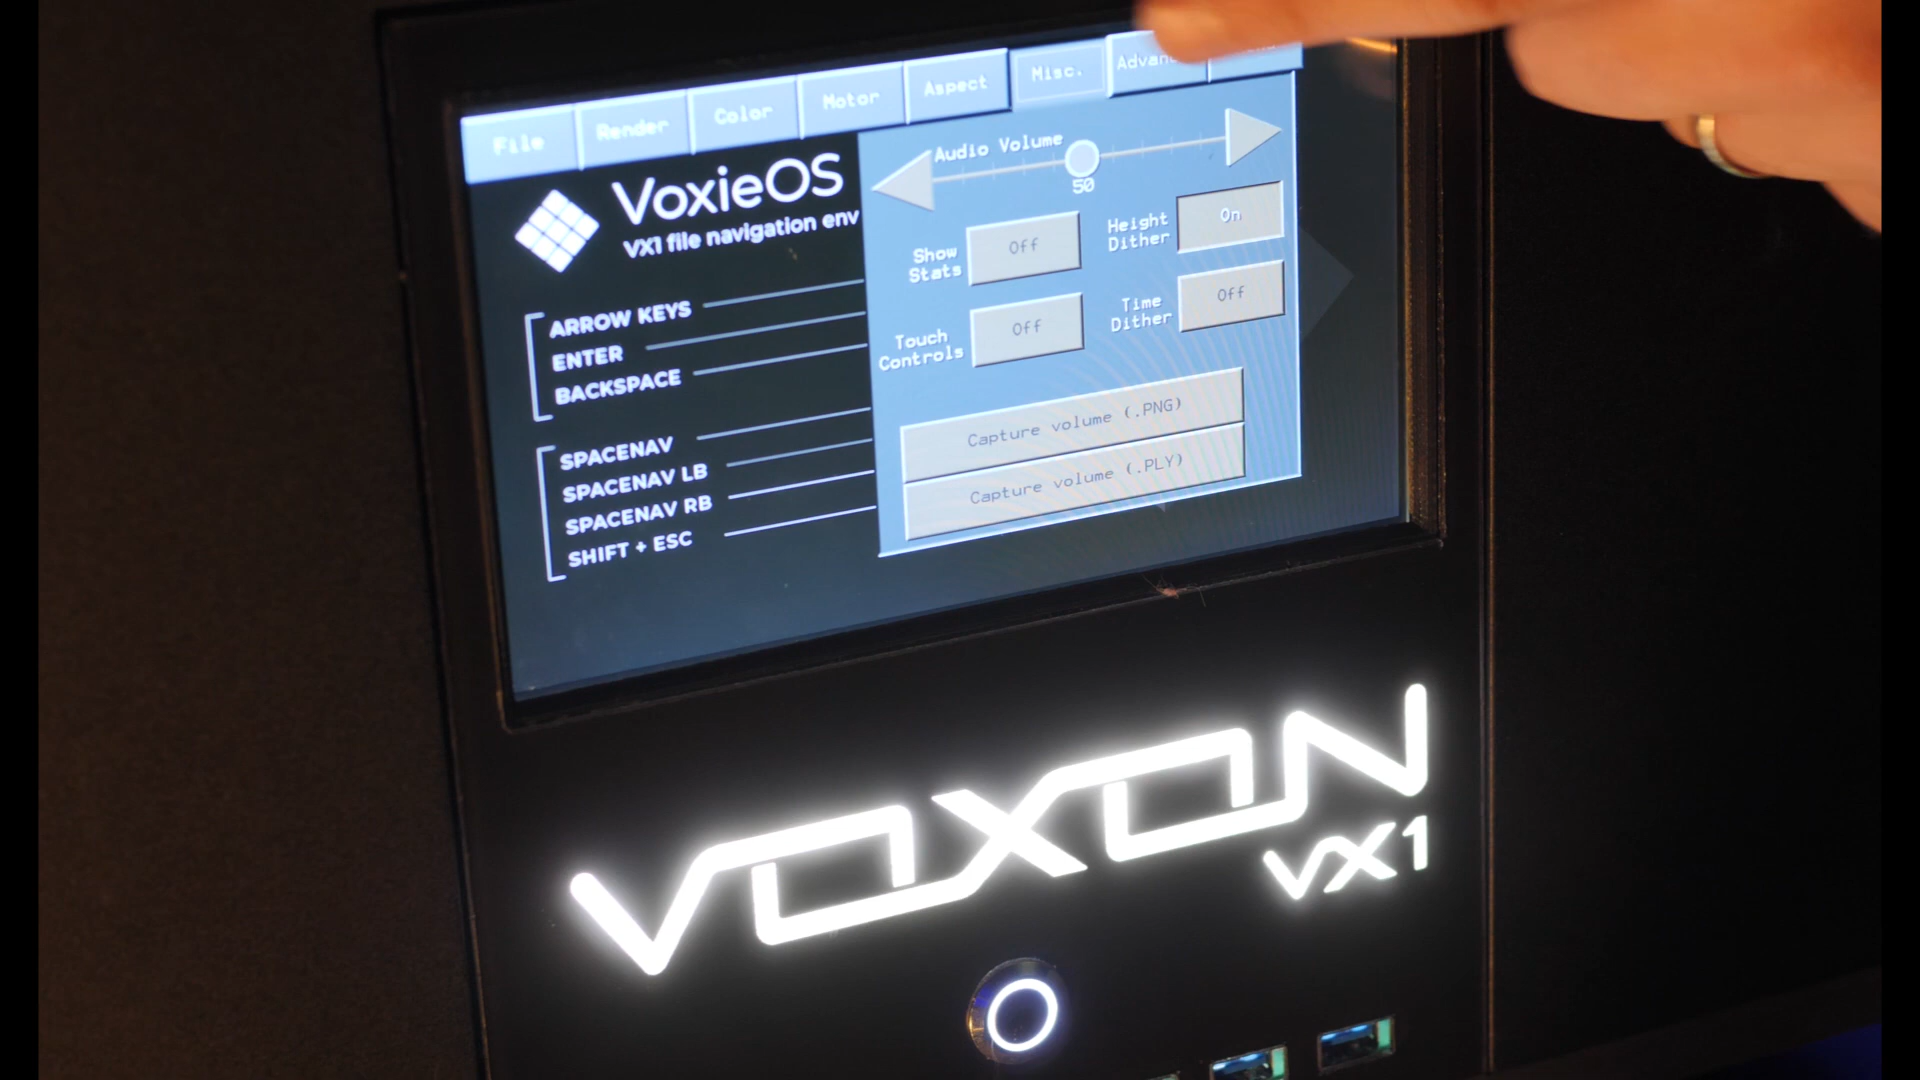 File Render Color Motor Aspect Misc.
VoxieOS
VX1 file navigation env
ARROW KEYS
ENTER
BACKSPACE
SPACENAV
SPACENAV LB
SPACENAV RB
SHIFT + ESC
Audio Volume
50
Show
Stats
Off
Height
Dither
On
Touch
Controls
Off
Time
Dither
Off
Capture volume (.PNG)
Capture volume (.PLY)
VOXON
VX1